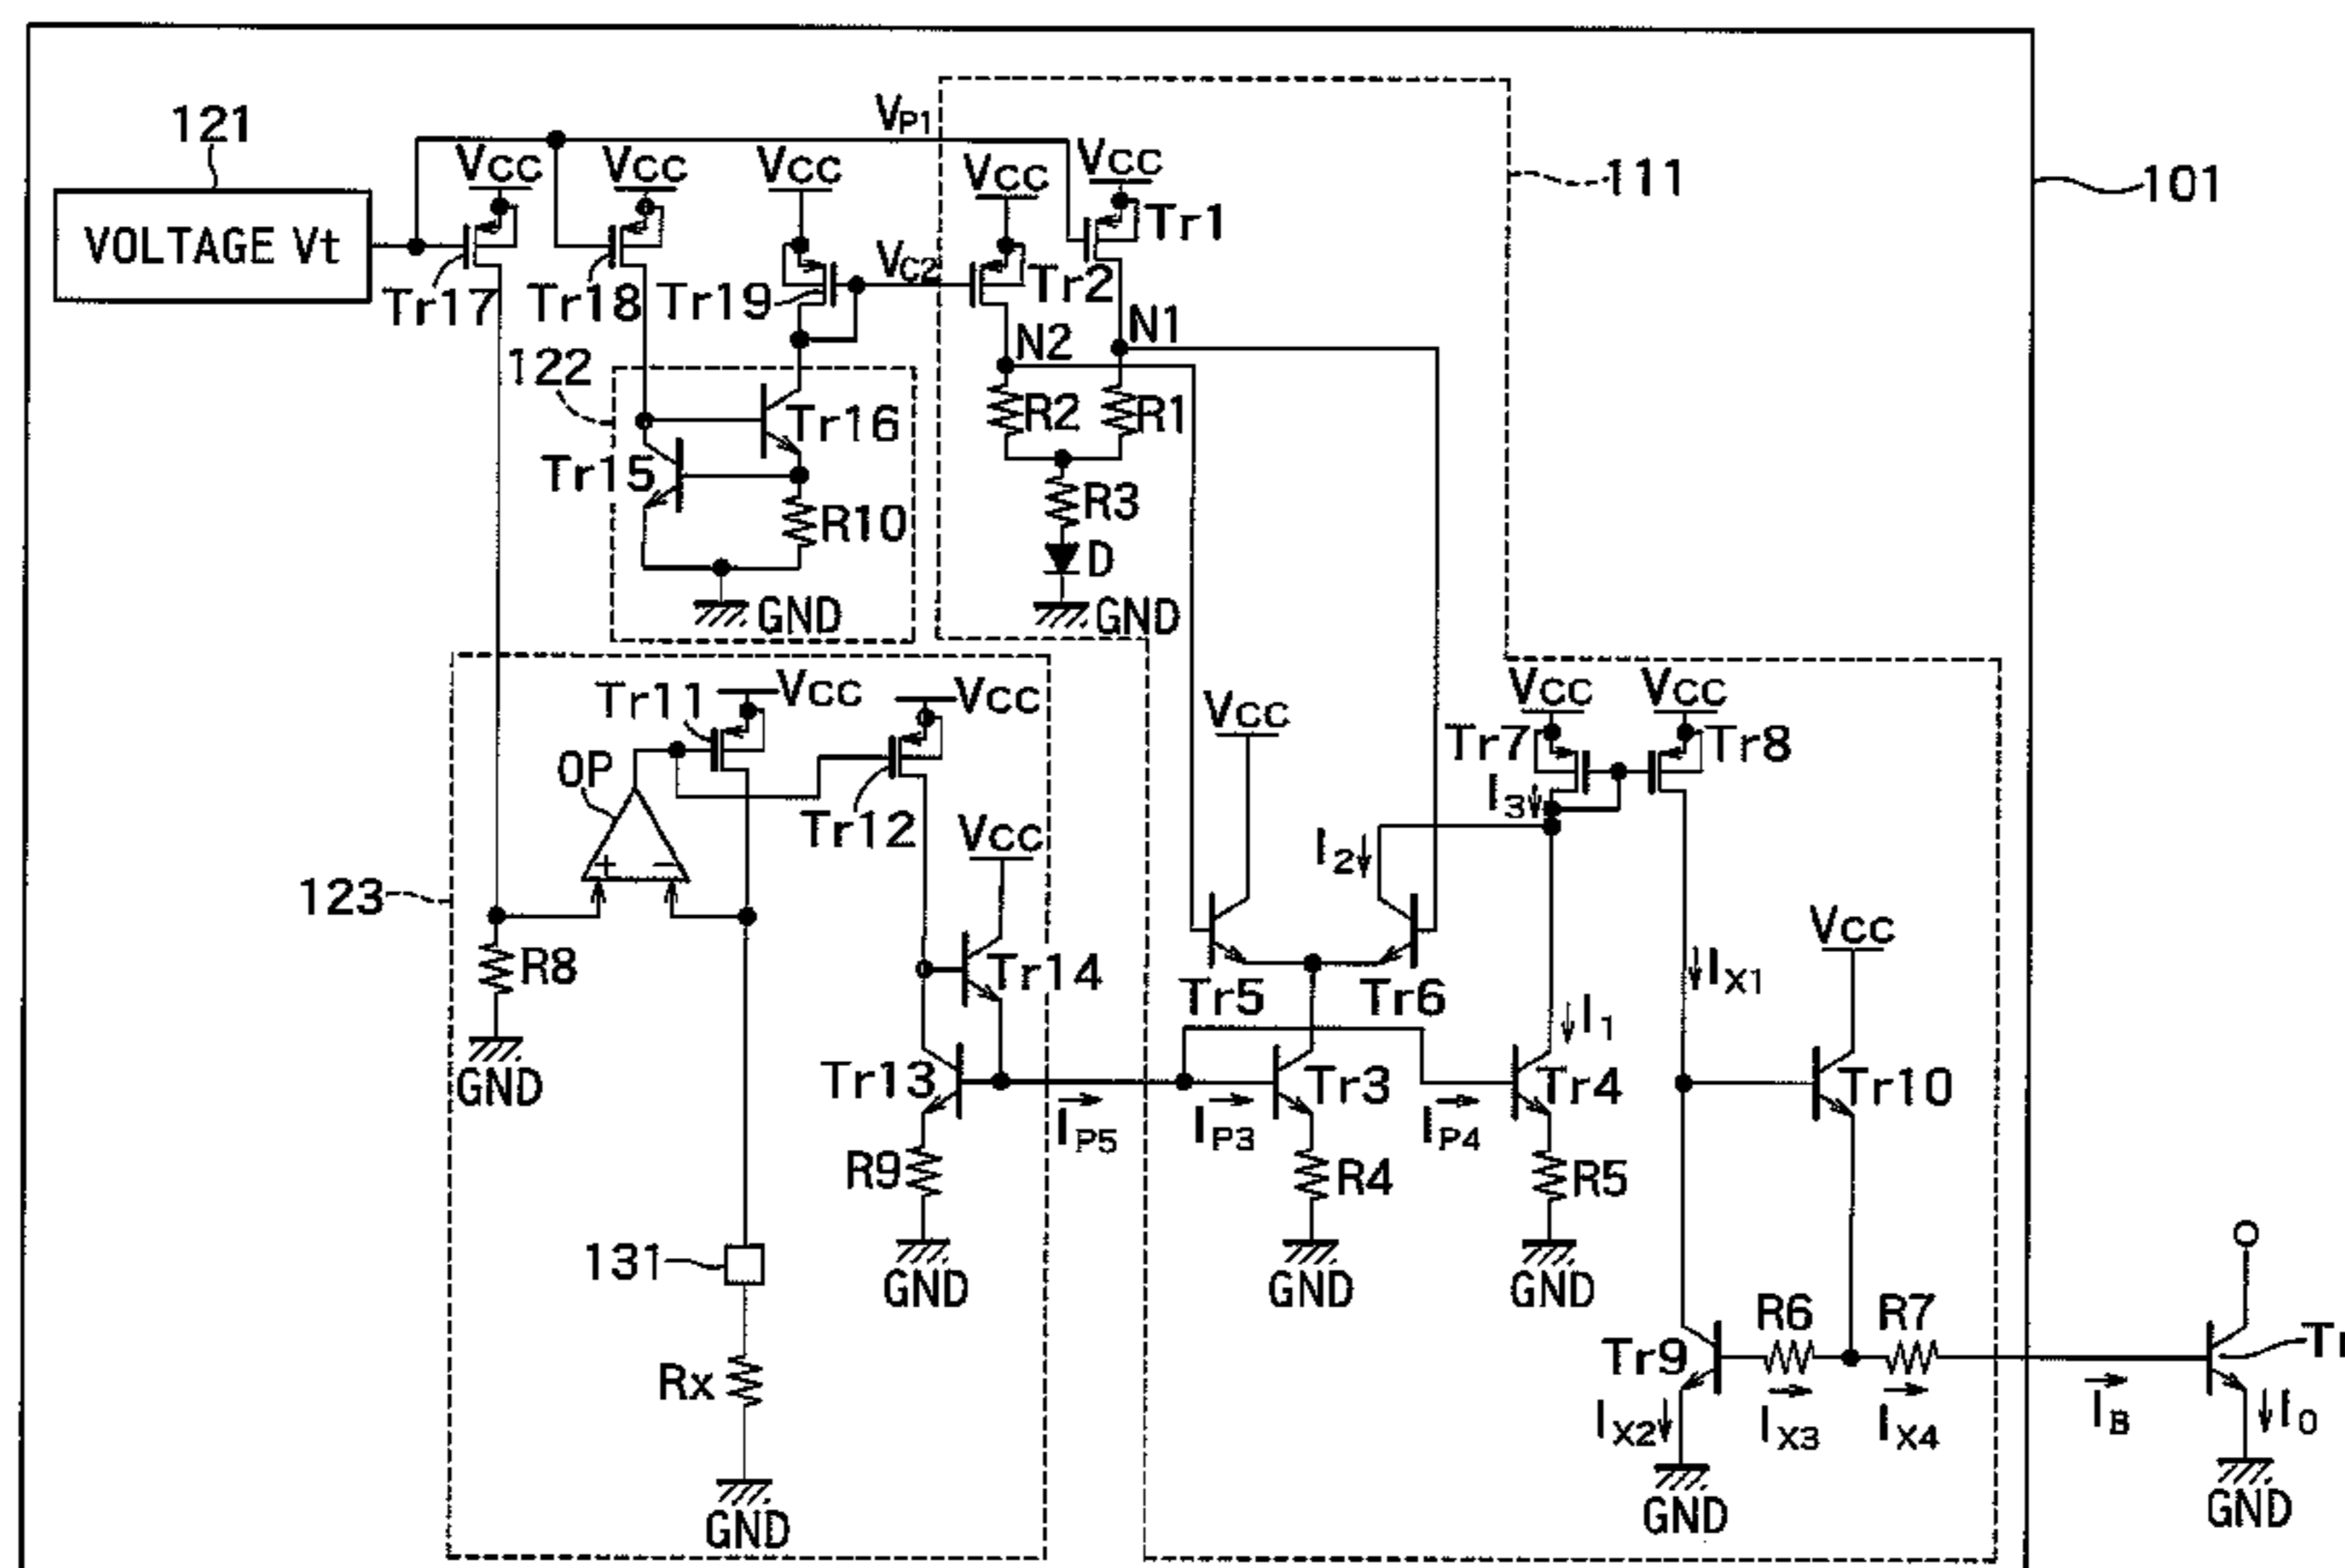 121
VOLTAGE Vt
VP1
VCC
VCC
VCC
VCC
VCC
111
101
Tr17
Tr18
Tr19
VC2
Tr2
Tr1
N2
N1
122
Tr15
Tr16
R10
GND
R2
R1
R3
D
GND
123
OP
+
−
Tr11
VCC
VCC
Tr12
VCC
Tr14
R8
GND
Tr13
R9
GND
131
Rx
GND
IP5
IP3
IP4
VCC
VCC
VCC
Tr7
Tr8
I3
I2
Tr5
Tr6
I1
IX1
VCC
Tr3
Tr4
Tr10
R4
R5
GND
GND
Tr9
R6
R7
IX2
IX3
IX4
GND
IB
Tr
I0
GND